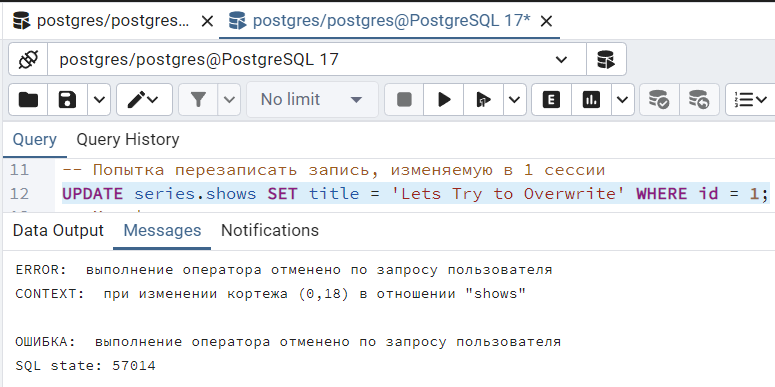 postgres/postgres... × postgres/postgres@PostgreSQL 17* ×
postgres/postgres@PostgreSQL 17
No limit E
Query Query History
11 -- Попытка перезаписать запись, изменяемую в 1 сессии
12 UPDATE series.shows SET title = 'Lets Try to Overwrite' WHERE id = 1;
Data Output Messages Notifications
ERROR: выполнение оператора отменено по запросу пользователя
CONTEXT: при изменении кортежа (0,18) в отношении "shows"
ОШИБКА: выполнение оператора отменено по запросу пользователя
SQL state: 57014